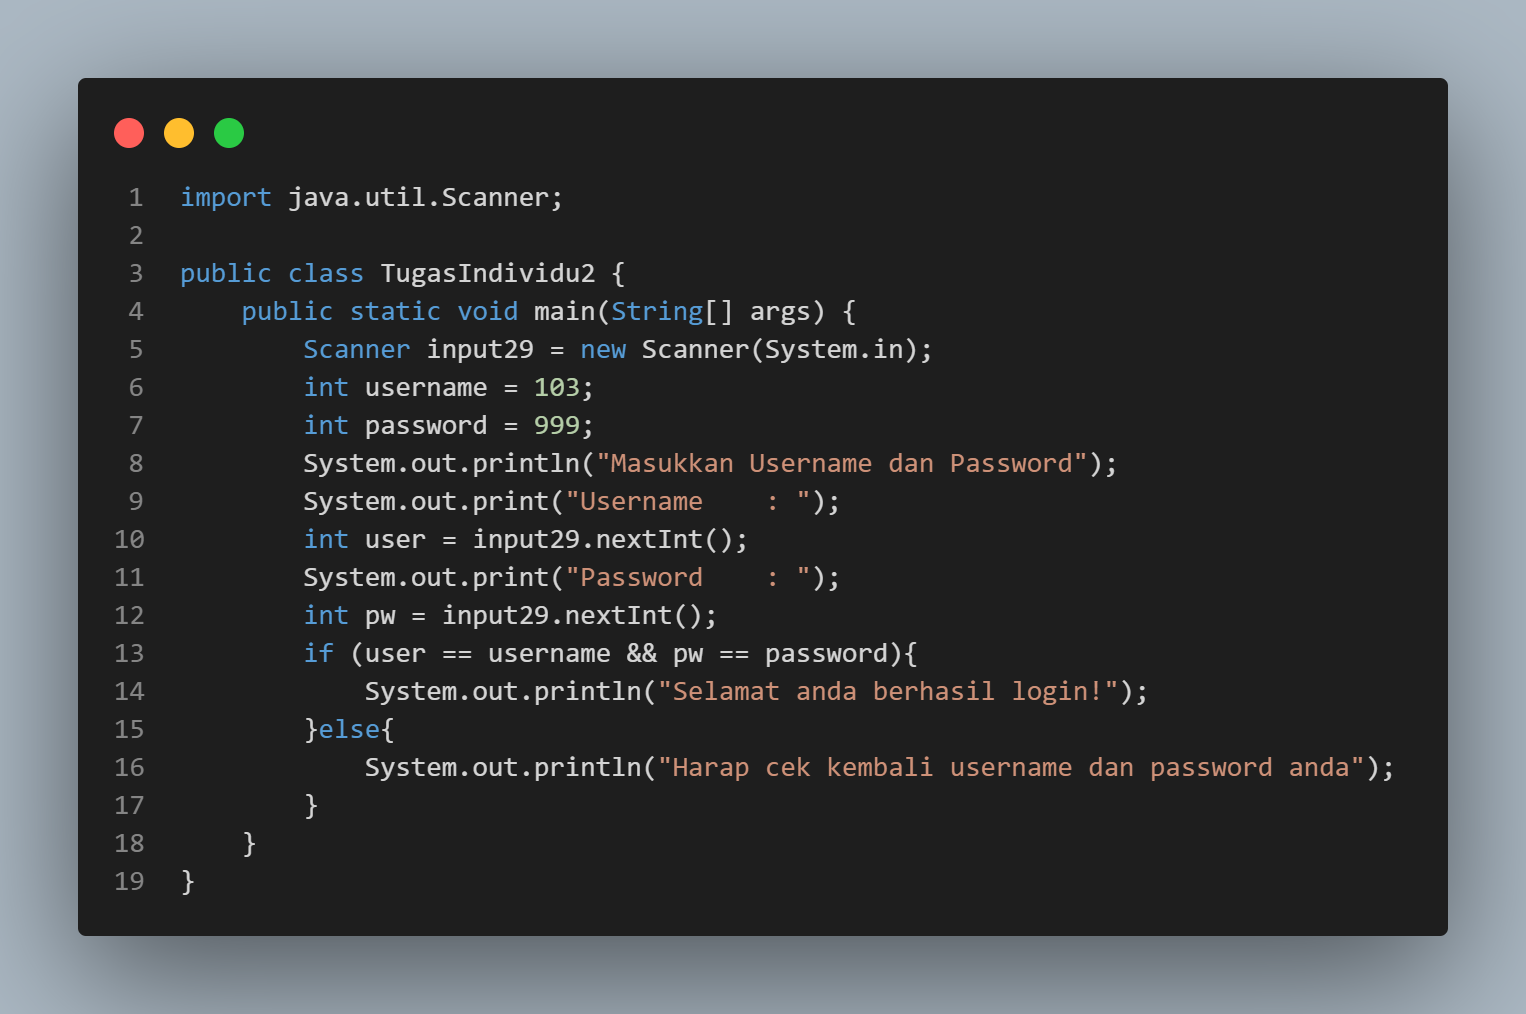 1 import java.util.Scanner;
2
3 public class TugasIndividu2 {
4     public static void main(String[] args) {
5         Scanner input29 = new Scanner(System.in);
6         int username = 103;
7         int password = 999;
8         System.out.println("Masukkan Username dan Password");
9         System.out.print("Username    : ");
10         int user = input29.nextInt();
11         System.out.print("Password    : ");
12         int pw = input29.nextInt();
13         if (user == username && pw == password){
14             System.out.println("Selamat anda berhasil login!");
15         }else{
16             System.out.println("Harap cek kembali username dan password anda");
17         }
18     }
19 }